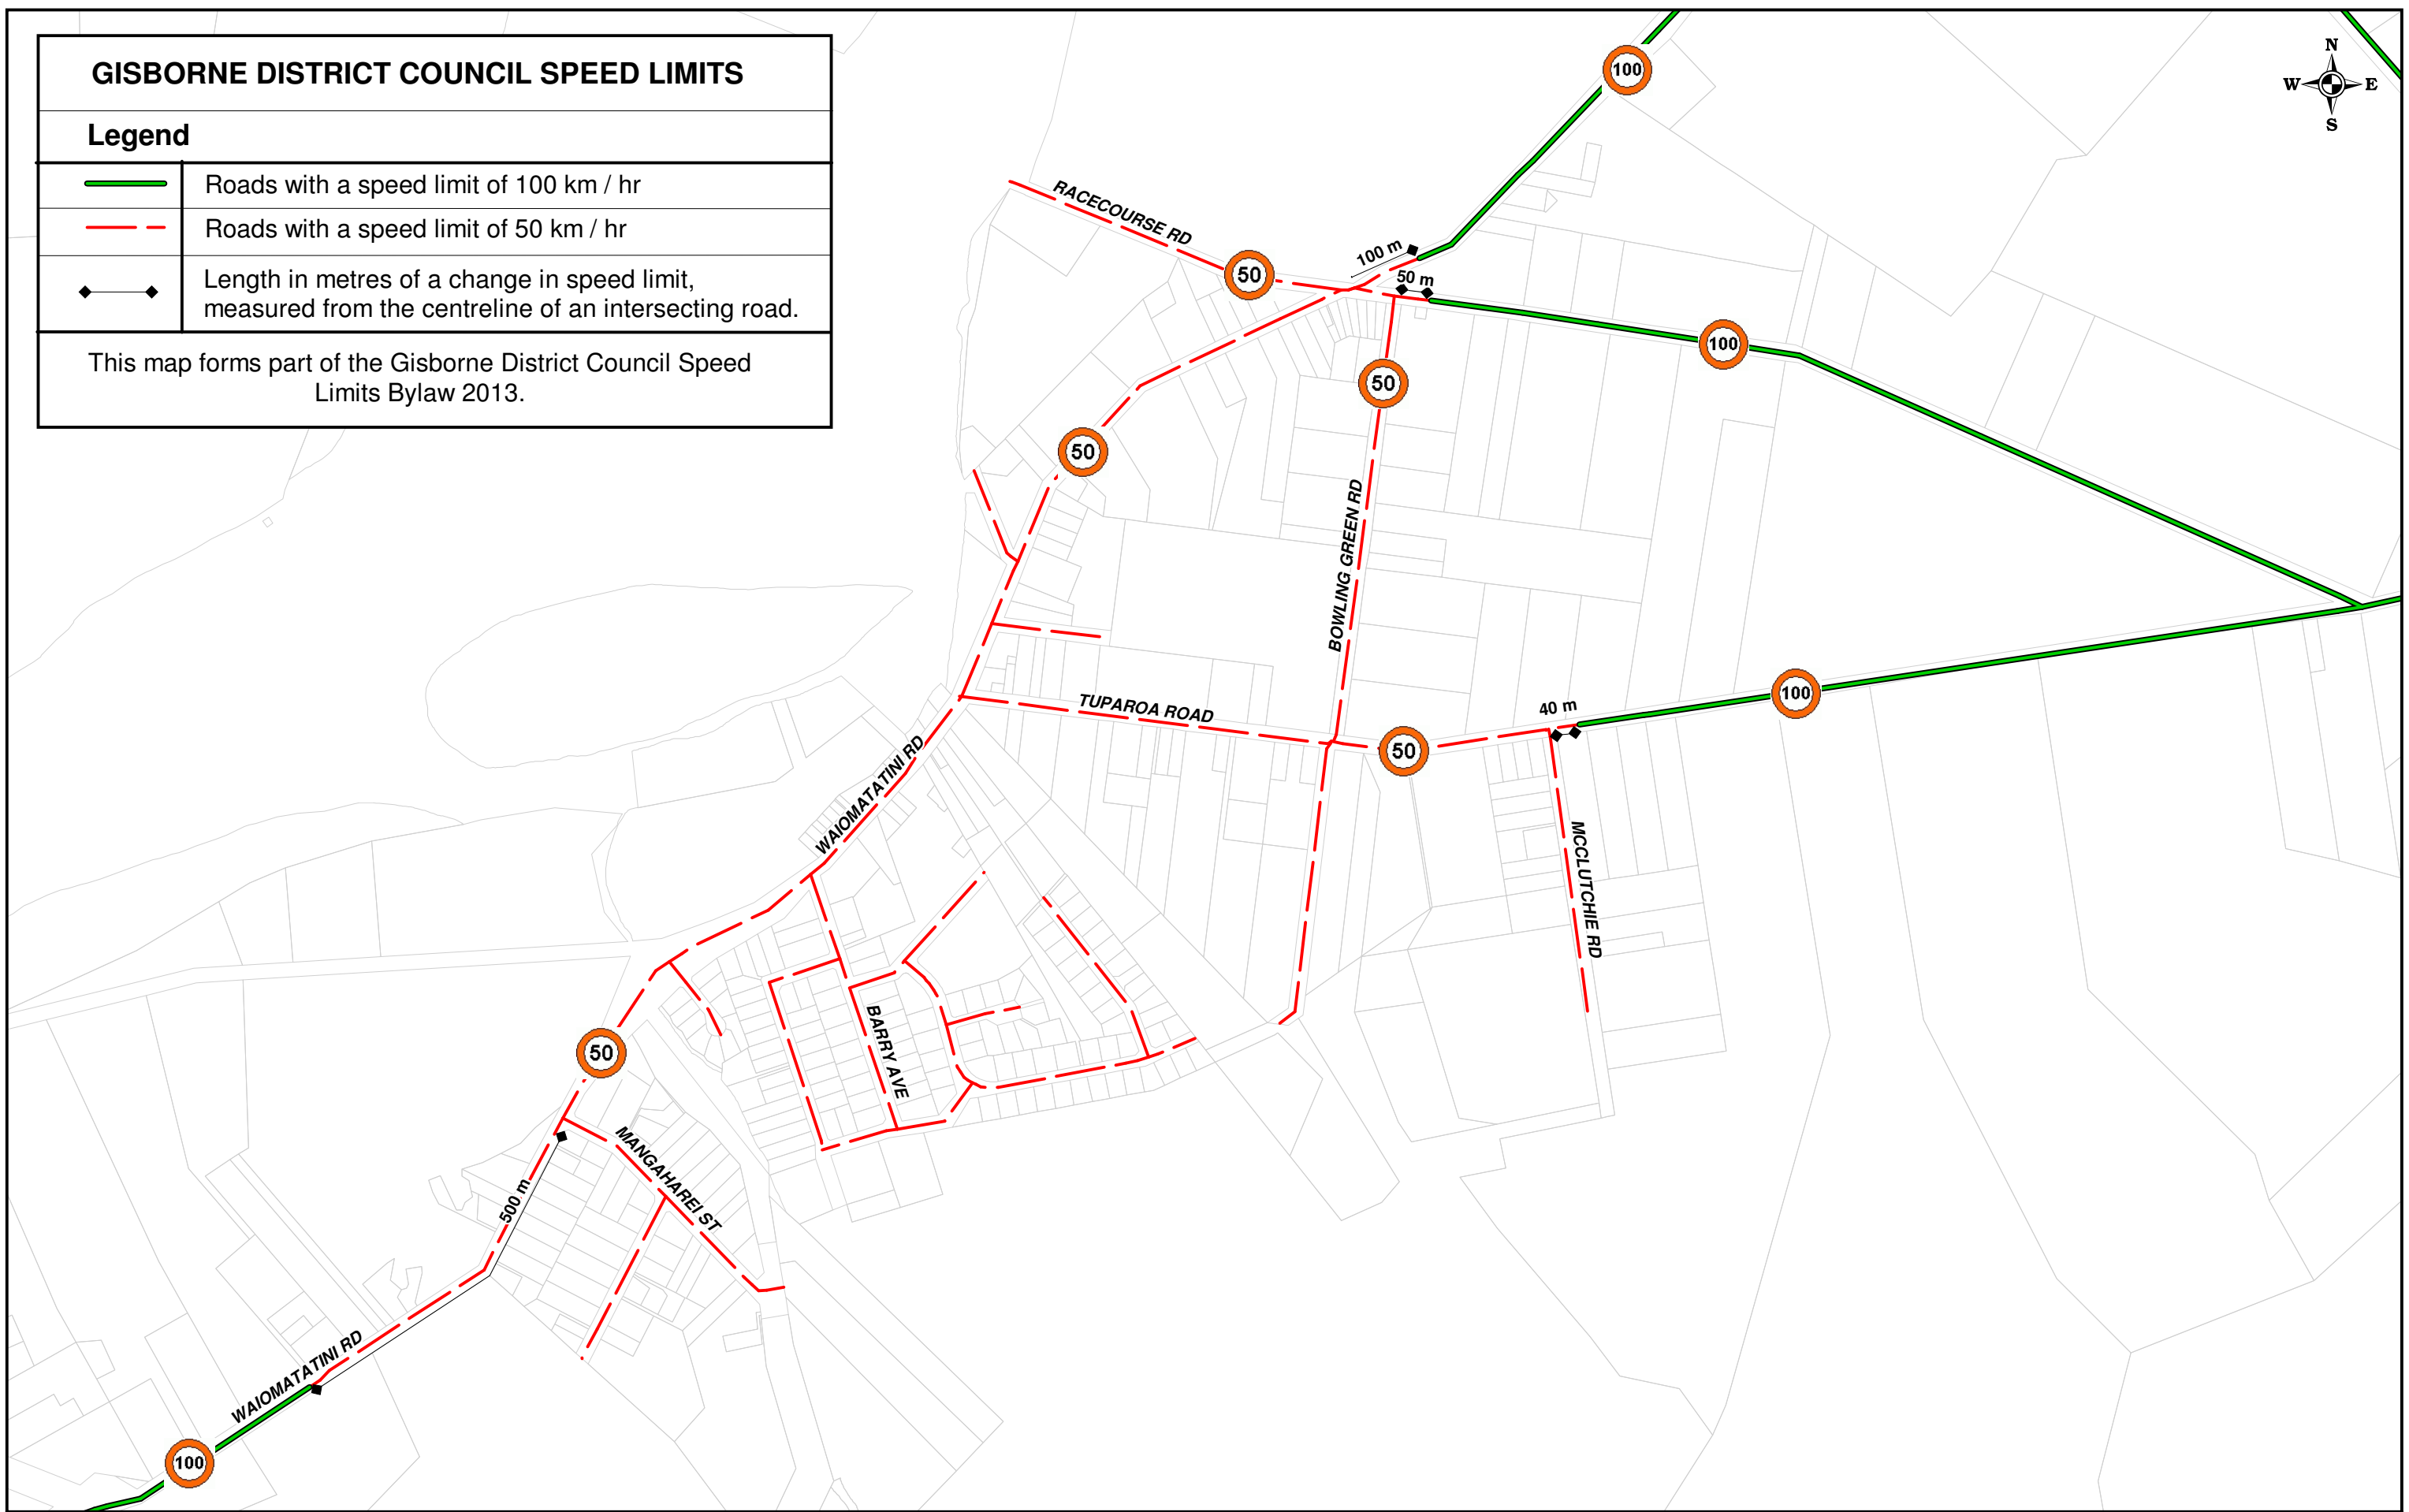 GISBORNE DISTRICT COUNCIL SPEED LIMITS
Legend
Roads with a speed limit of 100 km / hr
Roads with a speed limit of 50 km / hr
Length in metres of a change in speed limit,
measured from the centreline of an intersecting road.
This map forms part of the Gisborne District Council Speed
Limits Bylaw 2013.
N
W E
S
100
RACECOURSE RD
100 m
50
50 m
100
50
50
BOWLING GREEN RD
100
TUPAROA ROAD
40 m
50
WAIOMATATINI RD
MCCLUTCHIE RD
BARRY AVE
50
MANGAHAREI ST
500 m
WAIOMATATINI RD
100